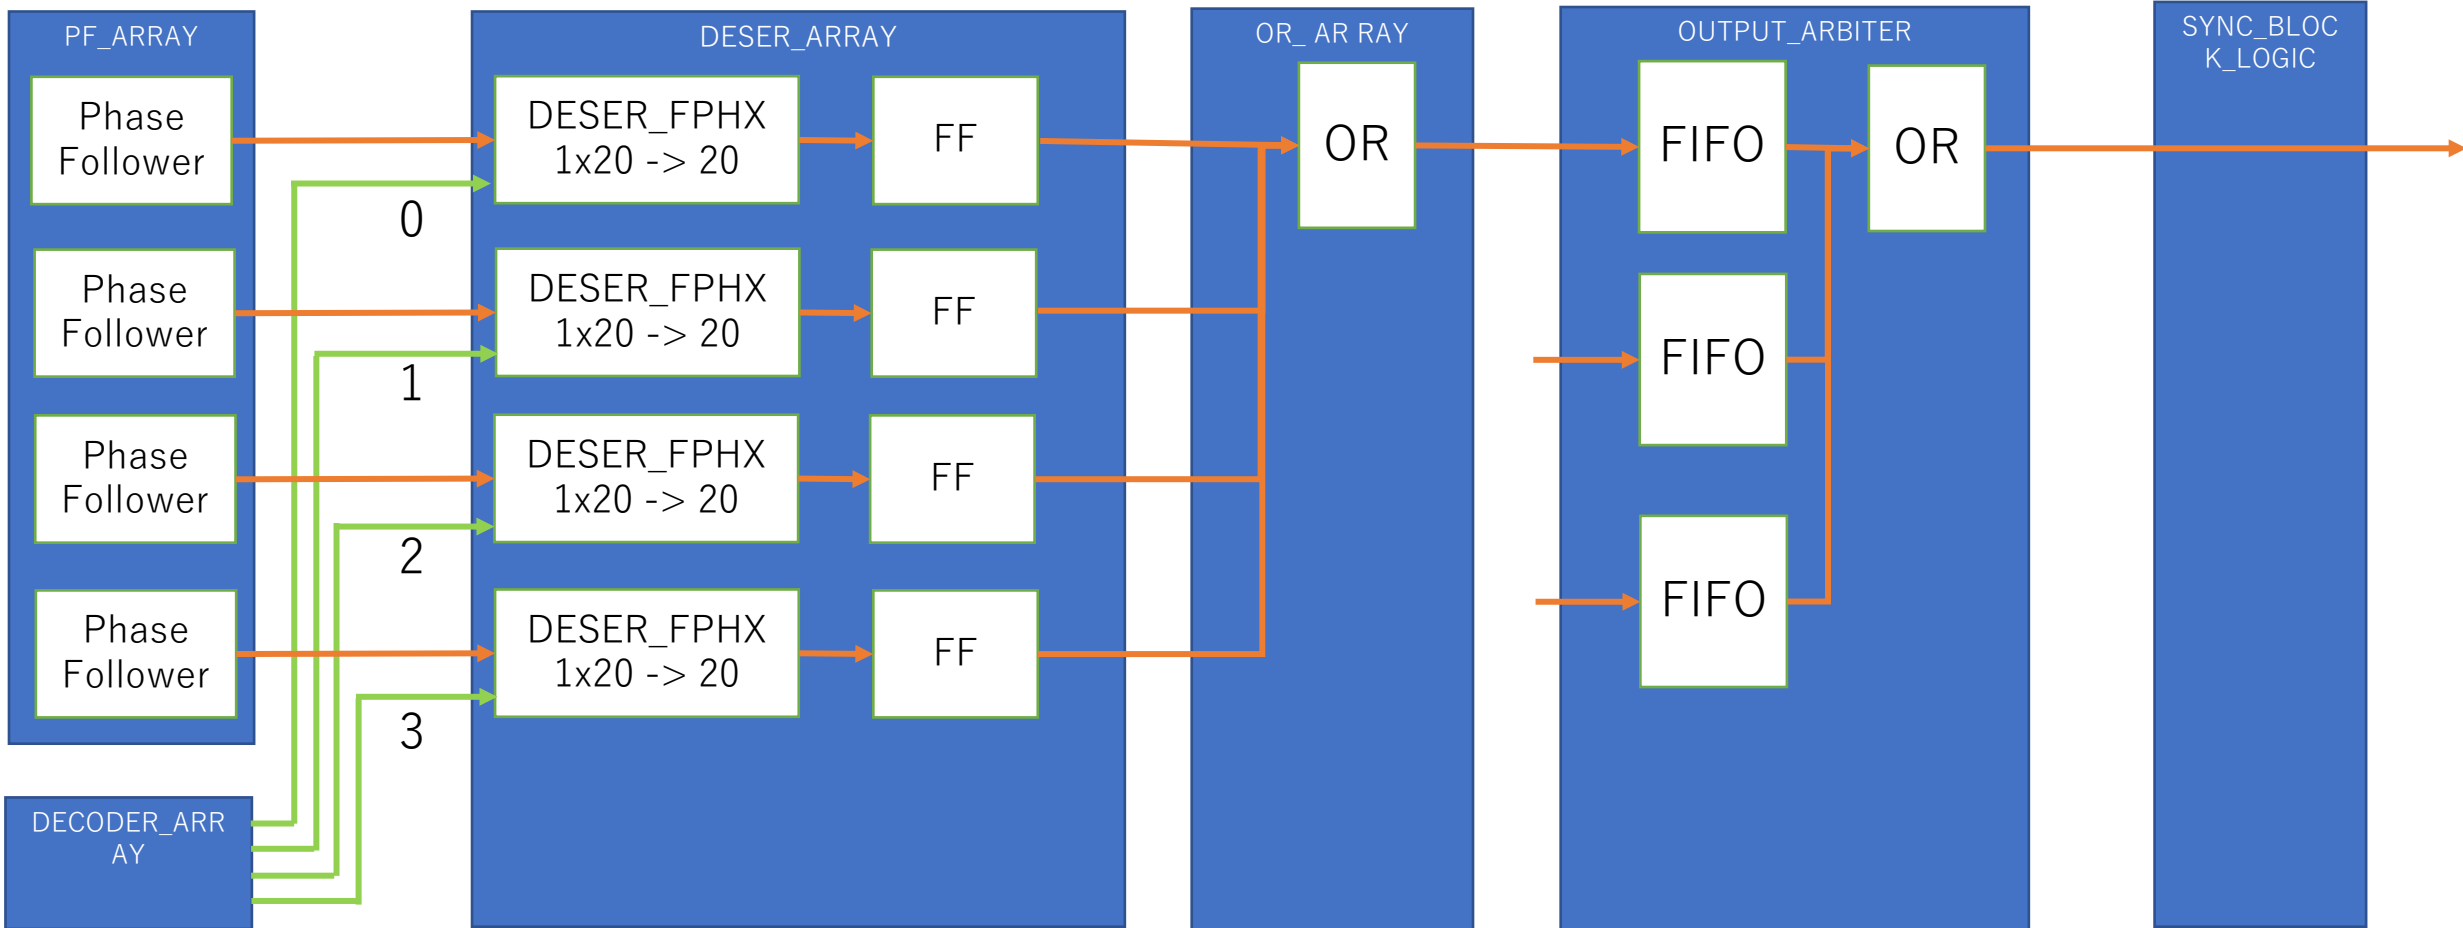 PF_ARRAY
Phase
Follower
Phase
Follower
Phase
Follower
Phase
Follower
DECODER_ARR
AY
0
1
2
3
DESER_ARRAY
DESER_FPHX
1x20 -> 20
FF
DESER_FPHX
1x20 -> 20
FF
DESER_FPHX
1x20 -> 20
FF
DESER_FPHX
1x20 -> 20
FF
OR_ AR RAY
OR
OUTPUT_ARBITER
FIFO
OR
FIFO
FIFO
SYNC_BLOC
K_LOGIC